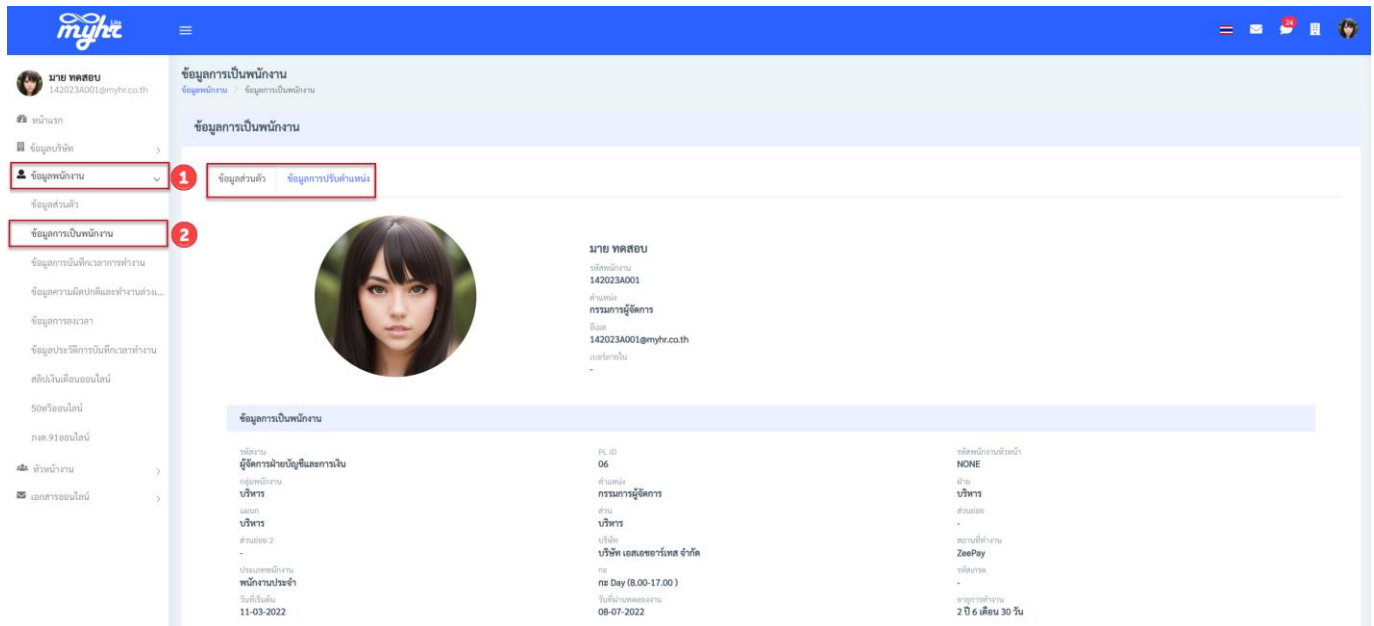 myhr Lite
24
มาย ทดสอบ
142023A001@myhr.co.th
หน้าแรก
ข้อมูลบริษัท
ข้อมูลพนักงาน
1
ข้อมูลส่วนตัว
ข้อมูลการเป็นพนักงาน
2
ข้อมูลการบันทึกเวลาการทำงาน
ข้อมูลความผิดปกติและทำงานล่วงเ...
ข้อมูลการลงเวลา
ข้อมูลประวัติการบันทึกเวลาทำงาน
สลิปเงินเดือนออนไลน์
50ทวิออนไลน์
ภงด.91ออนไลน์
หัวหน้างาน
เอกสารออนไลน์
ข้อมูลการเป็นพนักงาน
ข้อมูลพนักงาน > ข้อมูลการเป็นพนักงาน
ข้อมูลการเป็นพนักงาน
ข้อมูลส่วนตัว ข้อมูลการปรับตำแหน่ง
มาย ทดสอบ
รหัสพนักงาน
142023A001
ตำแหน่ง
กรรมการผู้จัดการ
อีเมล
142023A001@myhr.co.th
เบอร์ภายใน
-
ข้อมูลการเป็นพนักงาน
รหัสงาน PL ID รหัสพนักงานหัวหน้า
ผู้จัดการฝ่ายบัญชีและการเงิน 06 NONE
กลุ่มพนักงาน ตำแหน่ง ฝ่าย
บริหาร กรรมการผู้จัดการ บริหาร
แผนก ส่วน ส่วนย่อย
บริหาร บริหาร -
ส่วนย่อย 2 บริษัท สถานที่ทำงาน
- บริษัท เอสเอชอาร์เทส จำกัด ZeePay
ประเภทพนักงาน กะ รหัสเกรด
พนักงานประจำ กะ Day (8.00-17.00 ) -
วันที่เริ่มต้น วันที่ผ่านทดลองงาน อายุการทำงาน
11-03-2022 08-07-2022 2 ปี 6 เดือน 30 วัน